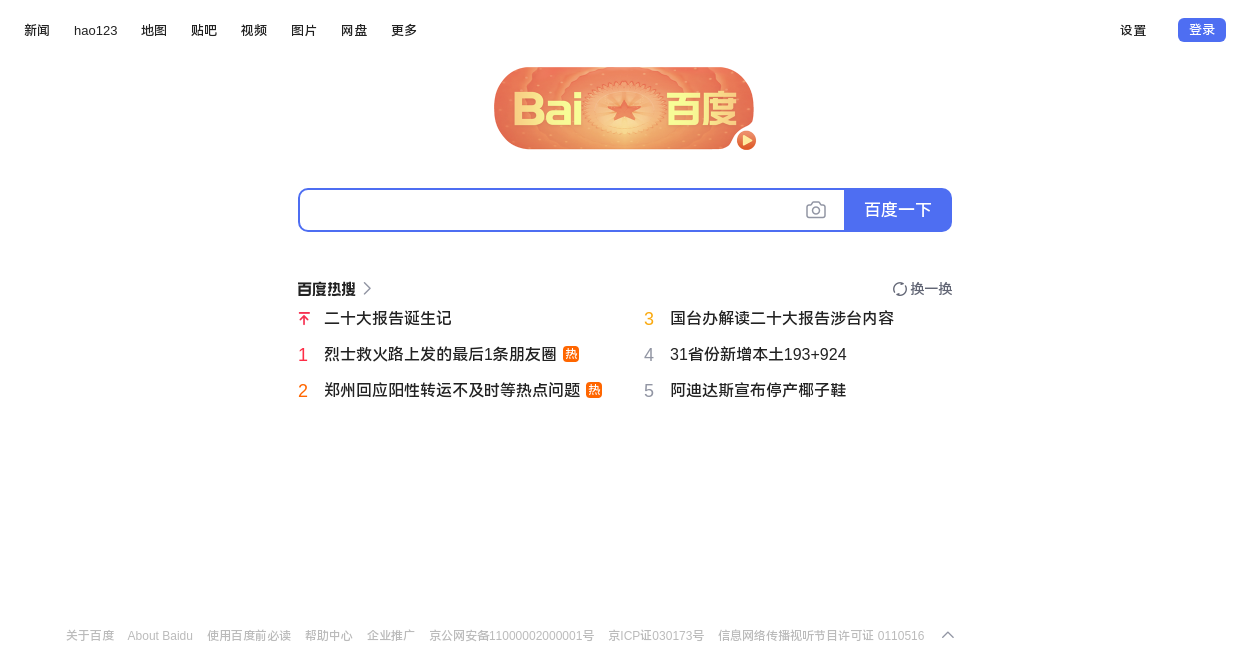 新闻 hao123 地图 贴吧 视频 图片 网盘 更多 设置 登录
Bai 百度
百度一下
百度热搜 换一换
二十大报告诞生记
1 烈士救火路上发的最后1条朋友圈 热
2 郑州回应阳性转运不及时等热点问题 热
3 国台办解读二十大报告涉台内容
4 31省份新增本土193+924
5 阿迪达斯宣布停产椰子鞋
关于百度 About Baidu 使用百度前必读 帮助中心 企业推广 京公网安备11000002000001号 京ICP证030173号 信息网络传播视听节目许可证 0110516